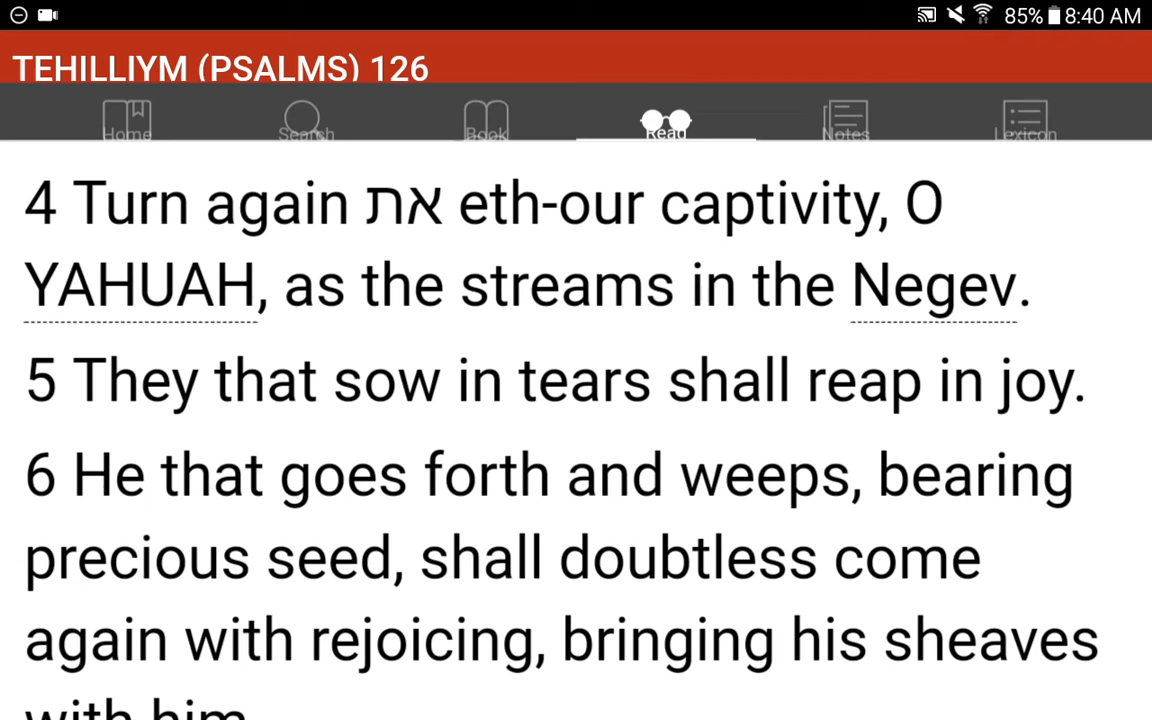 85% 8:40 AM
TEHILLIYM (PSALMS) 126
Home Search Book Read Notes Lexicon
4 Turn again את eth-our captivity, O
YAHUAH, as the streams in the Negev.
5 They that sow in tears shall reap in joy.
6 He that goes forth and weeps, bearing
precious seed, shall doubtless come
again with rejoicing, bringing his sheaves
with him.